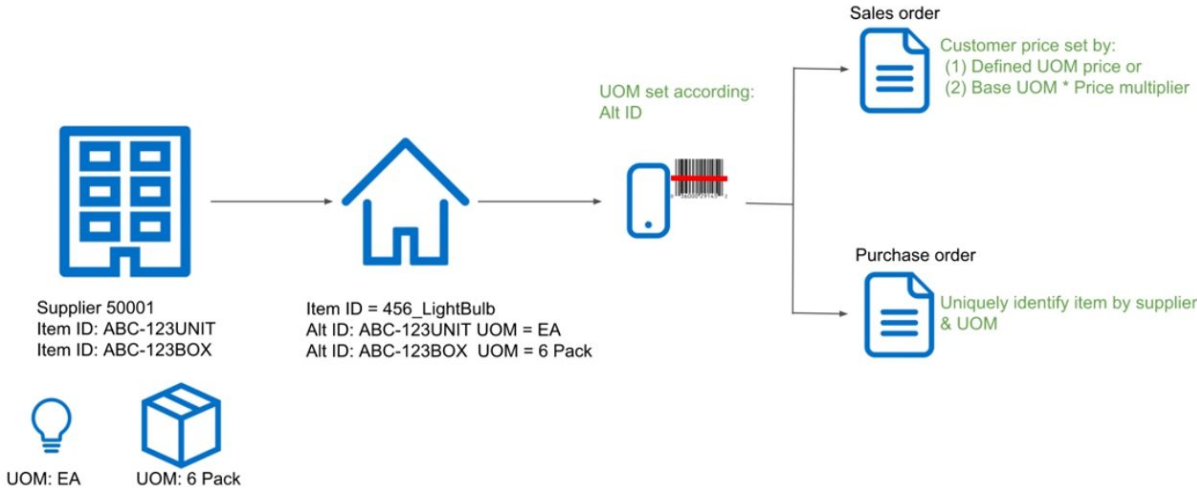 Supplier 50001
Item ID: ABC-123UNIT
Item ID: ABC-123BOX
UOM: EA
UOM: 6 Pack
Item ID = 456_LightBulb
Alt ID: ABC-123UNIT UOM = EA
Alt ID: ABC-123BOX UOM = 6 Pack
UOM set according:
Alt ID
Sales order
Customer price set by:
(1) Defined UOM price or
(2) Base UOM * Price multiplier
Purchase order
Uniquely identify item by supplier
& UOM